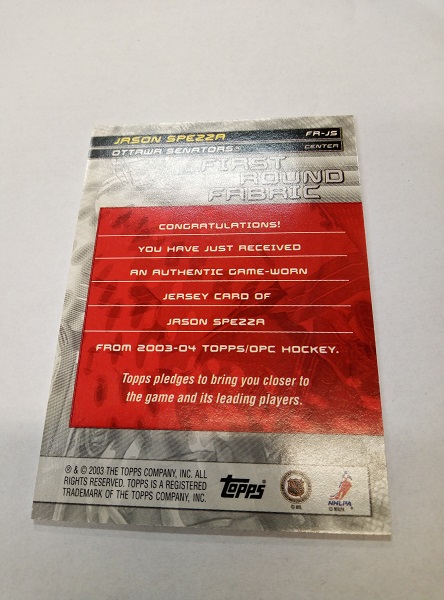 JASON SPEZZA FR-JS
OTTAWA SENATORS® CENTER
FIRST
ROUND
FABRIC
CONGRATULATIONS!
YOU HAVE JUST RECEIVED
AN AUTHENTIC GAME-WORN
JERSEY CARD OF
JASON SPEZZA
FROM 2003-04 TOPPS/OPC HOCKEY.
Topps pledges to bring you closer to
the game and its leading players.
℗ & © 2003 THE TOPPS COMPANY, INC. ALL
RIGHTS RESERVED. TOPPS IS A REGISTERED
TRADEMARK OF THE TOPPS COMPANY, INC.
Topps®
© NHL
NHLPA
© NHLPA